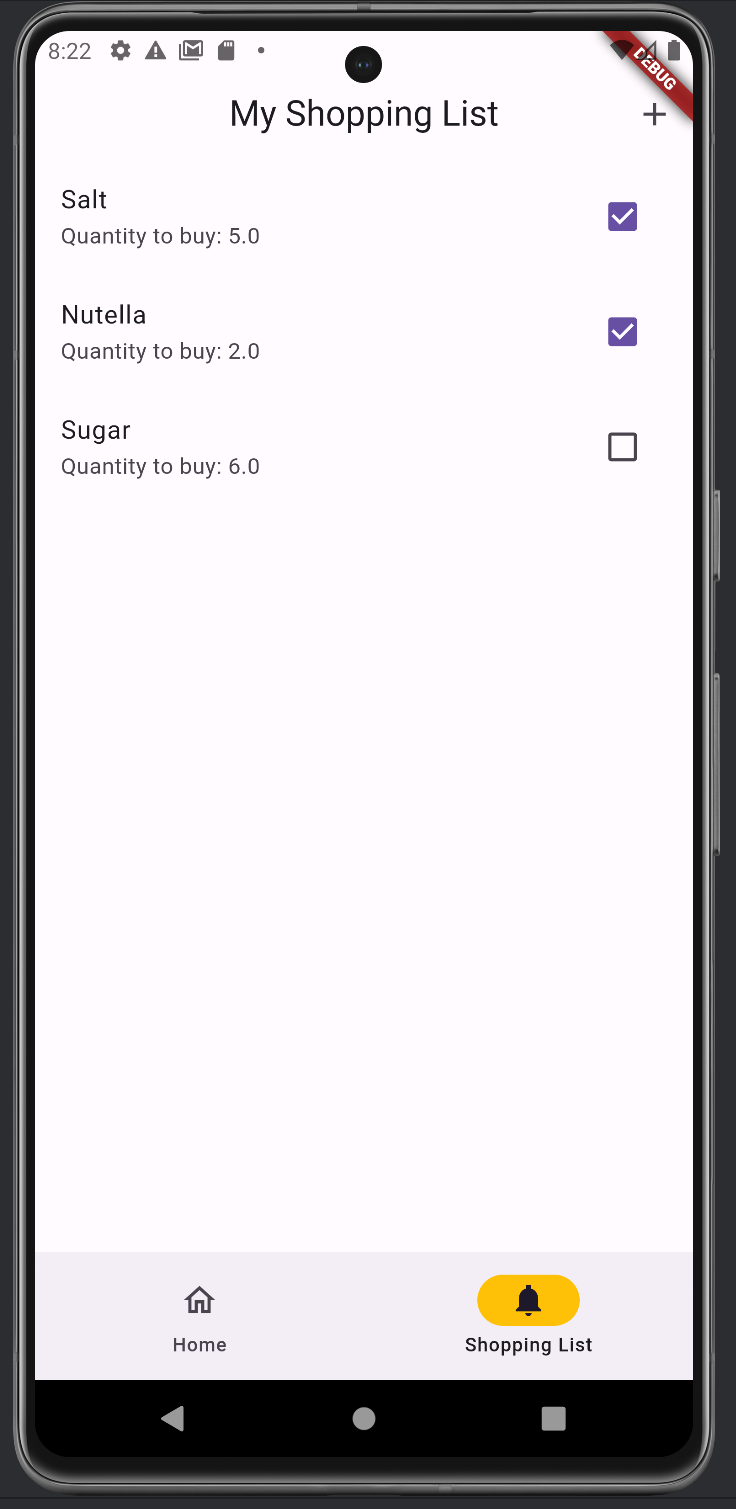 8:22
DEBUG
My Shopping List
Salt
Quantity to buy: 5.0
Nutella
Quantity to buy: 2.0
Sugar
Quantity to buy: 6.0
Home
Shopping List